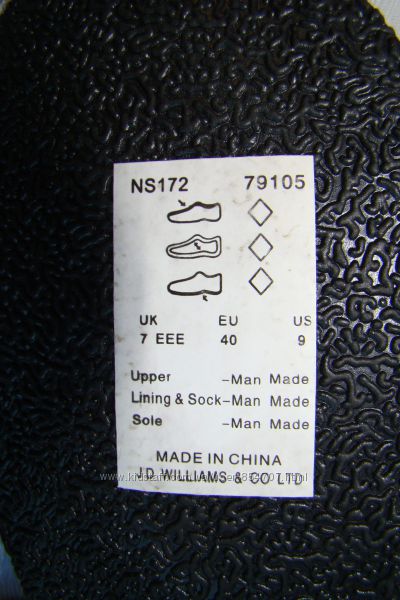 NS172 79105
UK EU US
7 EEE 40 9
Upper -Man Made
Lining & Sock-Man Made
Sole -Man Made
MADE IN CHINA
J.D.WILLIAMS & CO LTD